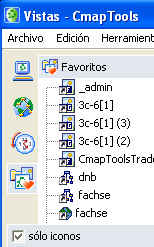 Vistas - CmapTools
Archivo Edición Herramient
Favoritos
_admin
3c-6[1]
3c-6[1] (3)
3c-6[1] (2)
CmapToolsTrade
dnb
fachse
fachse
sólo iconos